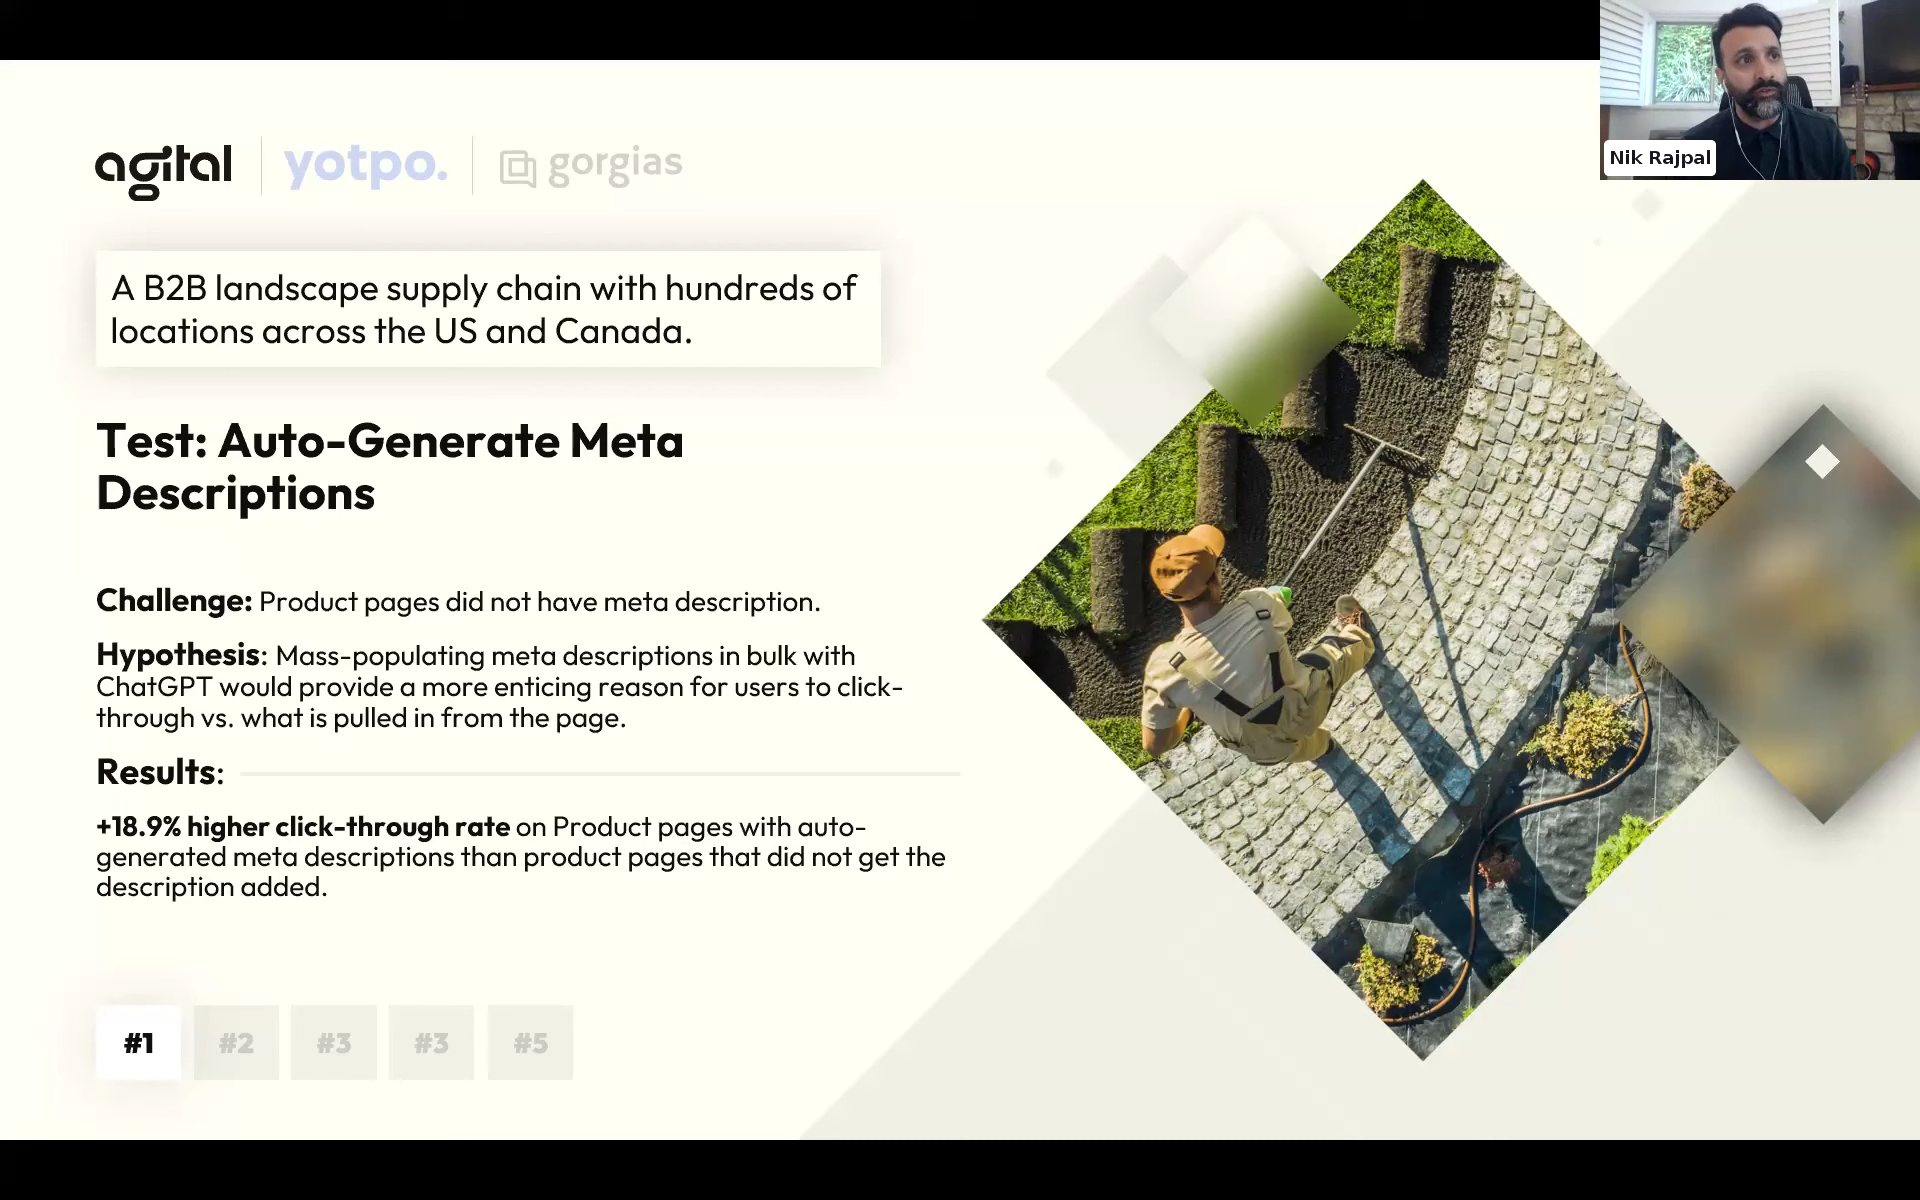 Nik Rajpal
agital
yotpo.
gorgias
A B2B landscape supply chain with hundreds of
locations across the US and Canada.
Test: Auto-Generate Meta
Descriptions
Challenge: Product pages did not have meta description.
Hypothesis: Mass-populating meta descriptions in bulk with
ChatGPT would provide a more enticing reason for users to click-
through vs. what is pulled in from the page.
Results:
+18.9% higher click-through rate on Product pages with auto-
generated meta descriptions than product pages that did not get the
description added.
#1 #2 #3 #3 #5